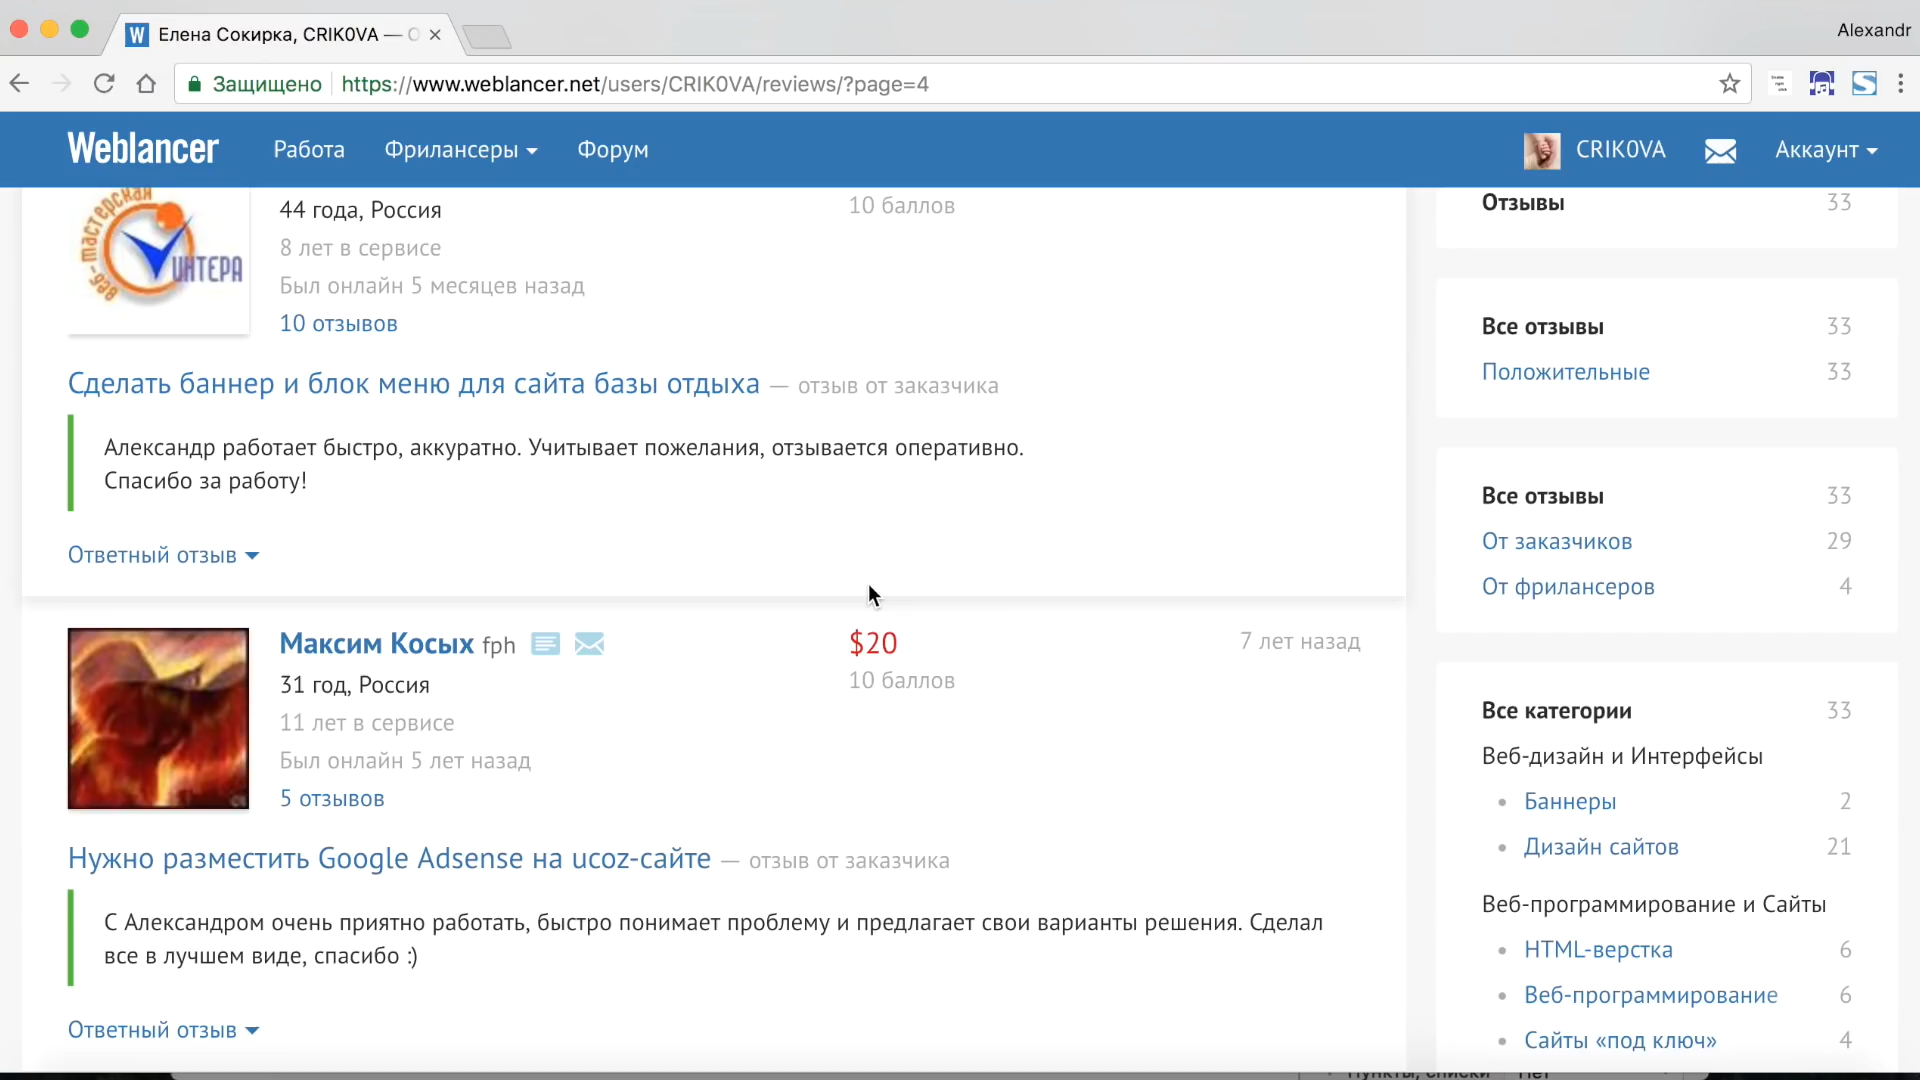 Елена Сокирка, CRIK0VA —
Alexandr
Защищено https://www.weblancer.net/users/CRIK0VA/reviews/?page=4
Weblancer Работа Фрилансеры Форум CRIK0VA Аккаунт
веб-мастерская
ИНТЕРА
44 года, Россия
8 лет в сервисе
Был онлайн 5 месяцев назад
10 отзывов
10 баллов
Сделать баннер и блок меню для сайта базы отдыха — отзыв от заказчика
Александр работает быстро, аккуратно. Учитывает пожелания, отзывается оперативно.
Спасибо за работу!
Ответный отзыв
Максим Косых fph
31 год, Россия
11 лет в сервисе
Был онлайн 5 лет назад
5 отзывов
$20
10 баллов
7 лет назад
Нужно разместить Google Adsense на ucoz-сайте — отзыв от заказчика
С Александром очень приятно работать, быстро понимает проблему и предлагает свои варианты решения. Сделал
все в лучшем виде, спасибо :)
Ответный отзыв
Отзывы 33
Все отзывы 33
Положительные 33
Все отзывы 33
От заказчиков 29
От фрилансеров 4
Все категории 33
Веб-дизайн и Интерфейсы
• Баннеры 2
• Дизайн сайтов 21
Веб-программирование и Сайты
• HTML-верстка 6
• Веб-программирование 6
• Сайты «под ключ» 4